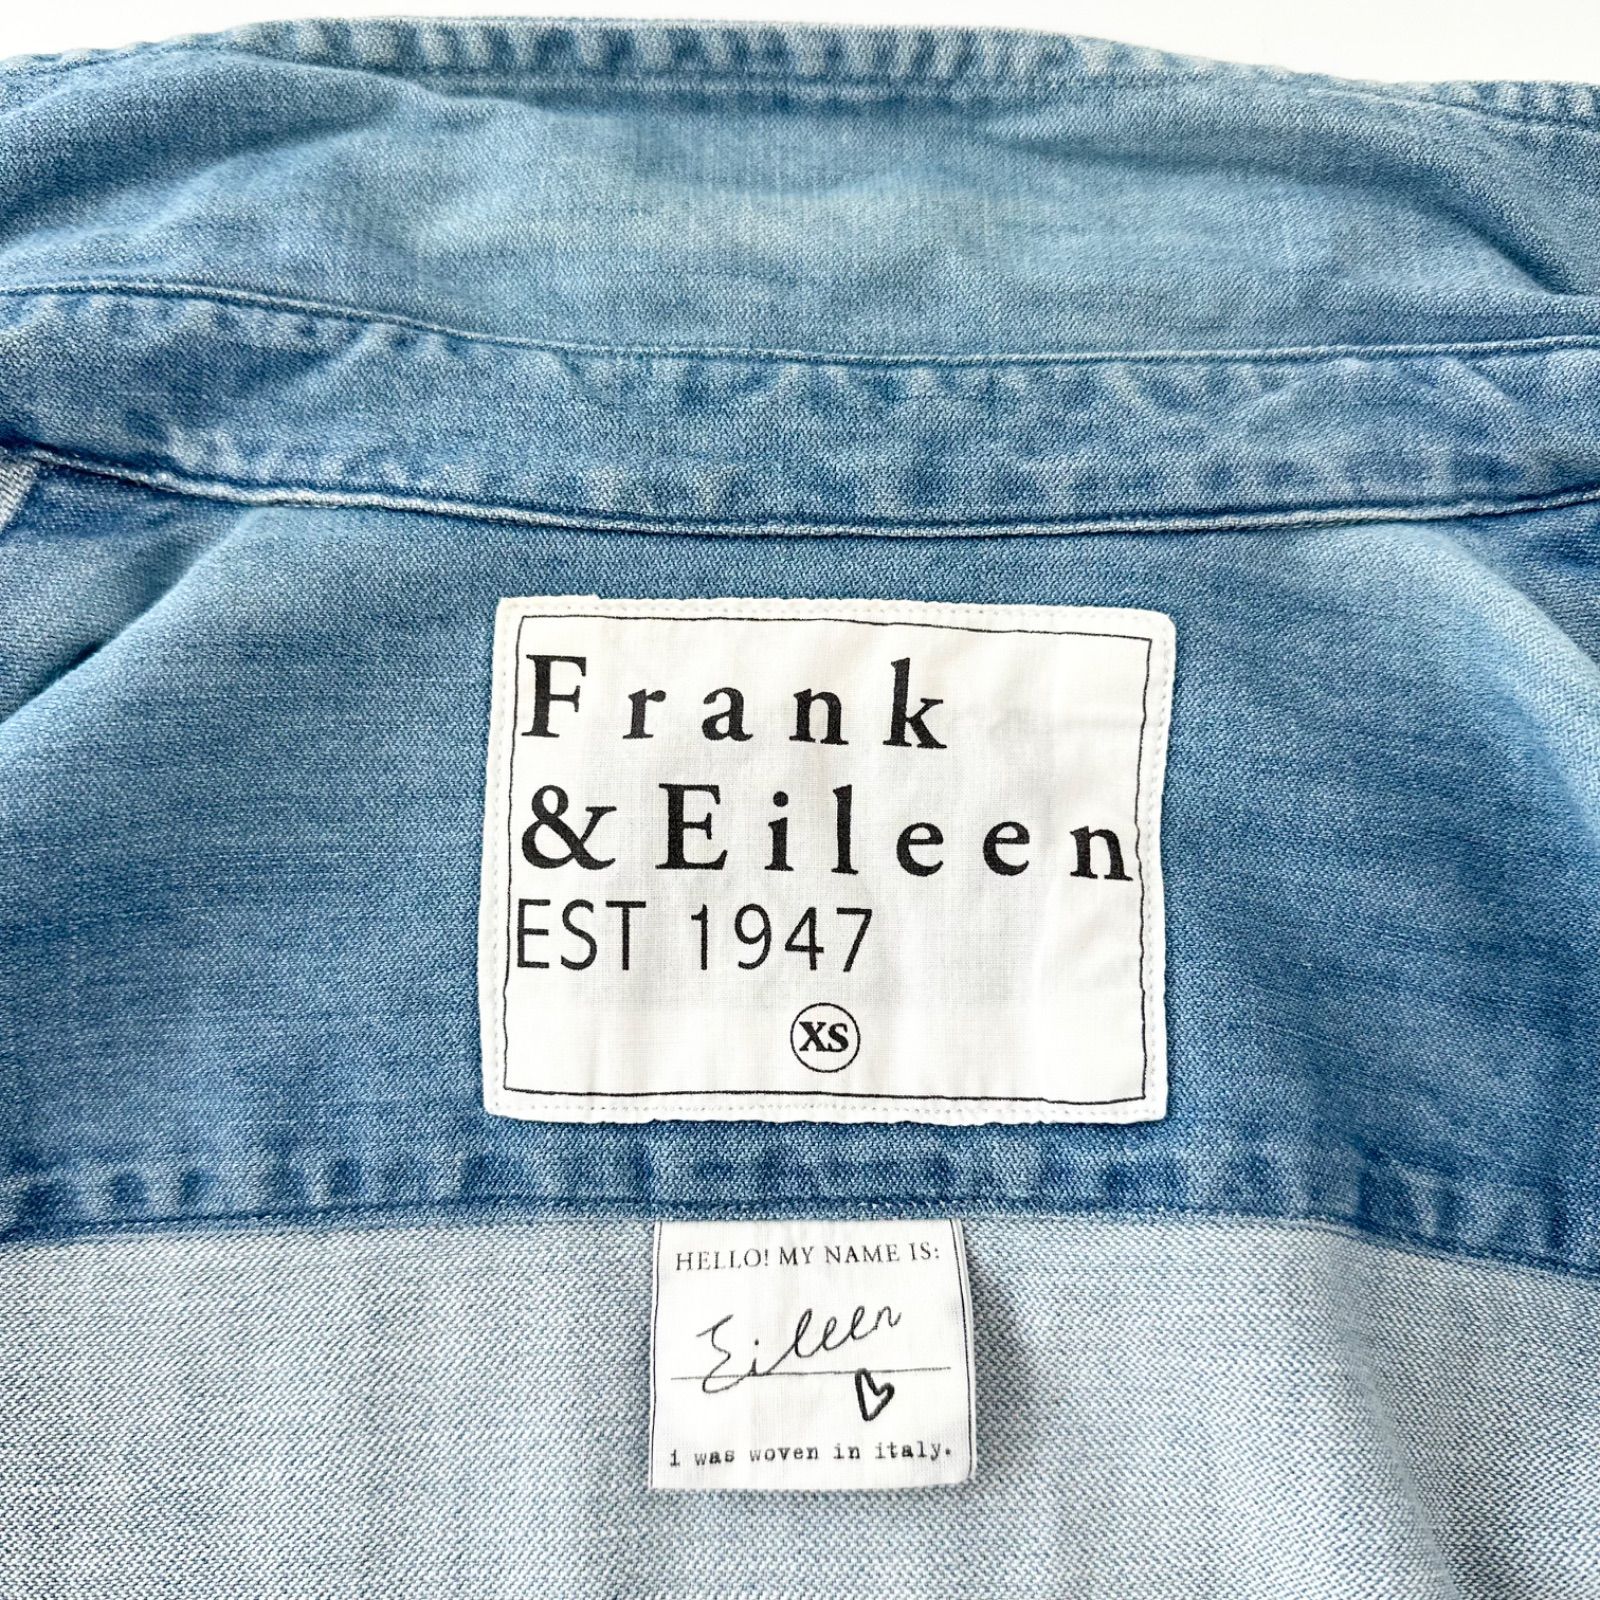 Frank
& Eileen
EST 1947
XS
HELLO! MY NAME IS:
Eileen
i was woven in italy.